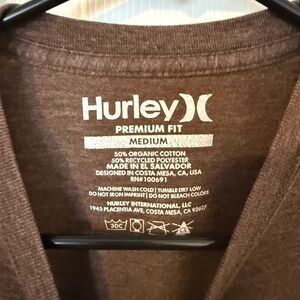 Hurley
PREMIUM FIT
MEDIUM
50% ORGANIC COTTON
50% RECYCLED POLYESTER
MADE IN EL SALVADOR
DESIGNED IN COSTA MESA, CA, USA
RN#100691
MACHINE WASH COLD | TUMBLE DRY LOW
DO NOT IRON IMPRINT | DO NOT BLEACH COLORS
HURLEY INTERNATIONAL, LLC
1945 PLACENTIA AVE, COSTA MESA, CA 92627
30C